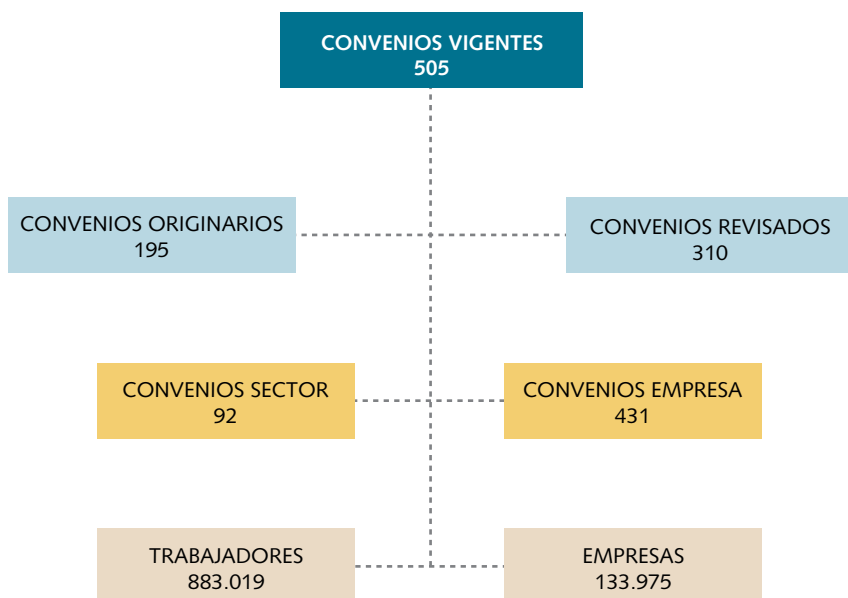 CONVENIOS VIGENTES
505
CONVENIOS ORIGINARIOS
195
CONVENIOS REVISADOS
310
CONVENIOS SECTOR
92
CONVENIOS EMPRESA
431
TRABAJADORES
883.019
EMPRESAS
133.975